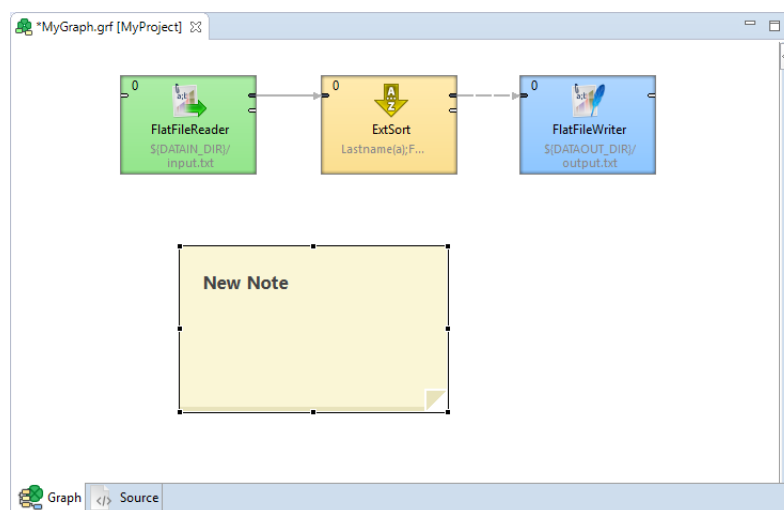 *MyGraph.grf [MyProject]
0
0
0
FlatFileReader
ExtSort
FlatFileWriter
${DATAIN_DIR}/
Lastname(a);F...
${DATAOUT_DIR}/
input.txt
output.txt
New Note
Graph
Source